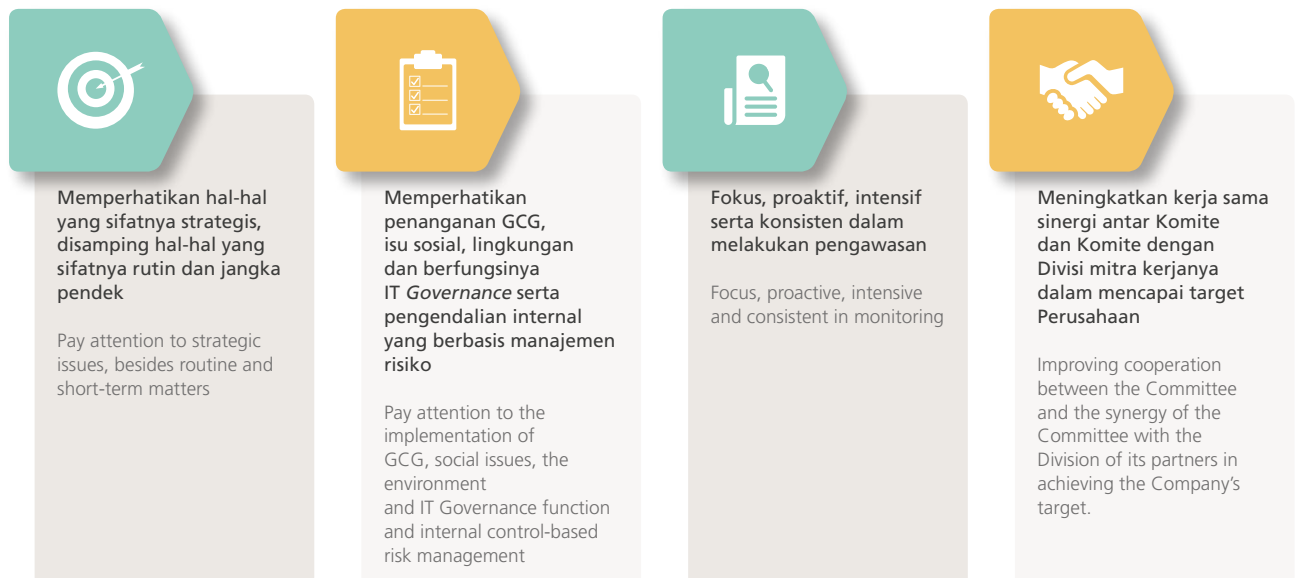 Memperhatikan hal-hal
yang sifatnya strategis,
disamping hal-hal yang
sifatnya rutin dan jangka
pendek
Pay attention to strategic
issues, besides routine and
short-term matters
Memperhatikan
penanganan GCG,
isu sosial, lingkungan
dan berfungsinya
IT Governance serta
pengendalian internal
yang berbasis manajemen
risiko
Pay attention to the
implementation of
GCG, social issues, the
environment
and IT Governance function
and internal control-based
risk management
Fokus, proaktif, intensif
serta konsisten dalam
melakukan pengawasan
Focus, proactive, intensive
and consistent in monitoring
Meningkatkan kerja sama
sinergi antar Komite
dan Komite dengan
Divisi mitra kerjanya
dalam mencapai target
Perusahaan
Improving cooperation
between the Committee
and the synergy of the
Committee with the
Division of its partners in
achieving the Company's
target.